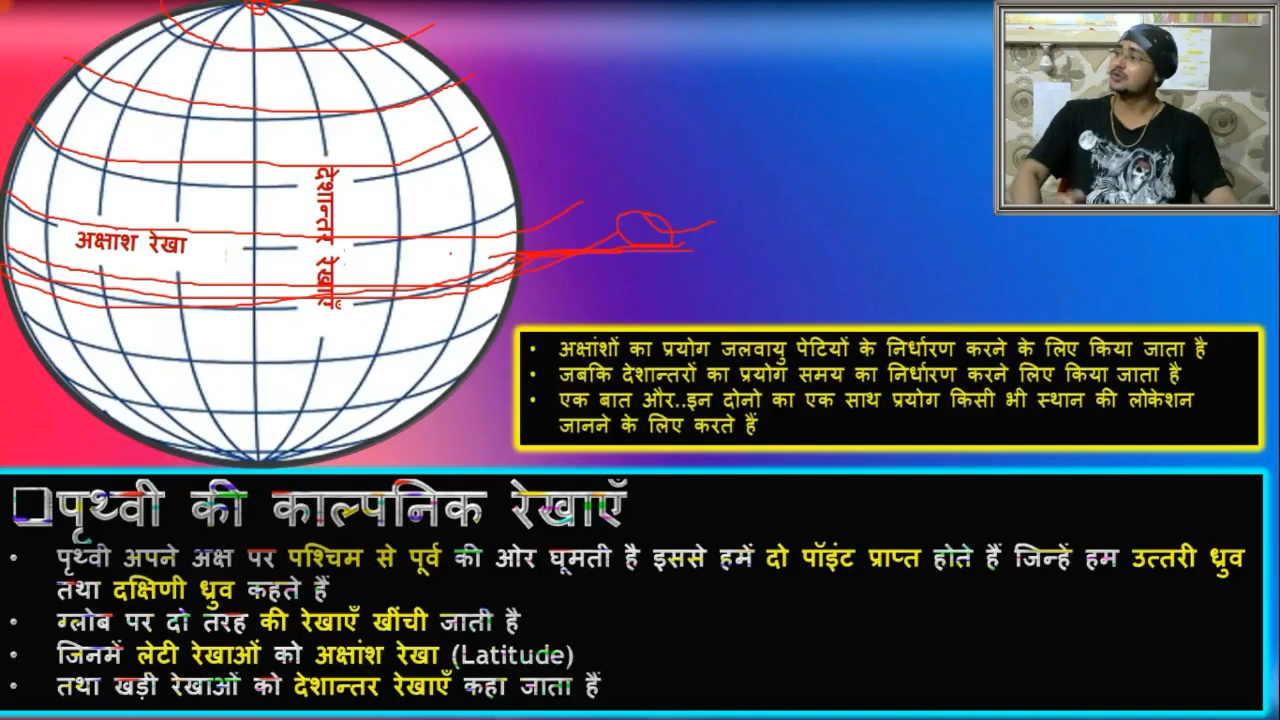 अक्षाश रेखा
देशान्तर रेखाएँ
• अक्षांशों का प्रयोग जलवायु पेटियों के निर्धारण करने के लिए किया जाता है
• जबकि देशान्तरों का प्रयोग समय का निर्धारण करने लिए किया जाता है
• एक बात और..इन दोनो का एक साथ प्रयोग किसी भी स्थान की लोकेशन
जानने के लिए करते हैं
❑पृथ्वी की काल्पनिक रेखाएँ
• पृथ्वी अपने अक्ष पर पश्चिम से पूर्व की ओर घूमती है इससे हमें दो पॉइंट प्राप्त होते हैं जिन्हें हम उत्तरी ध्रुव
तथा दक्षिणी ध्रुव कहते हैं
• ग्लोब पर दो तरह की रेखाएँ खींची जाती है
• जिनमें लेटी रेखाओं को अक्षांश रेखा (Latitude)
• तथा खड़ी रेखाओं को देशान्तर रेखाएँ कहा जाता हैं